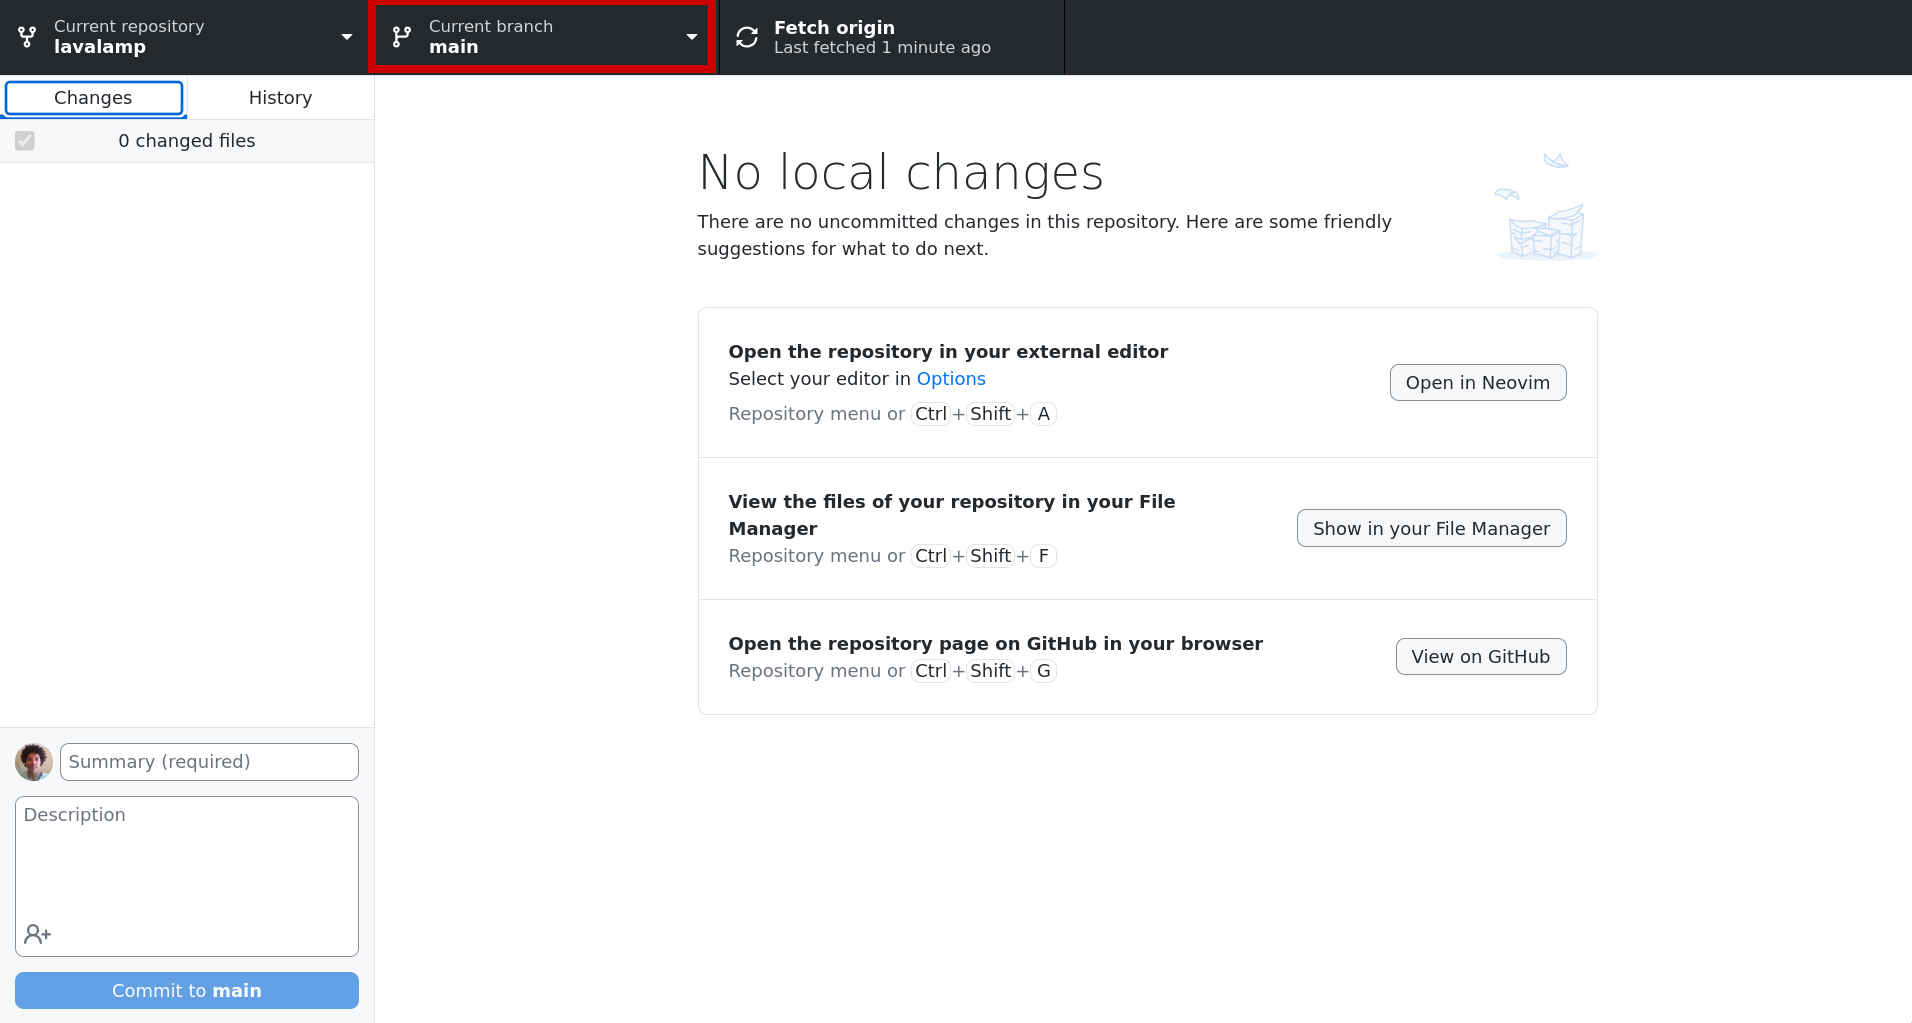 Current repository
lavalamp
Current branch
main
Fetch origin
Last fetched 1 minute ago
Changes
History
0 changed files
No local changes
There are no uncommitted changes in this repository. Here are some friendly
suggestions for what to do next.
Open the repository in your external editor
Select your editor in Options
Repository menu or Ctrl+Shift+A
Open in Neovim
View the files of your repository in your File
Manager
Repository menu or Ctrl+Shift+F
Show in your File Manager
Open the repository page on GitHub in your browser
Repository menu or Ctrl+Shift+G
View on GitHub
Summary (required)
Description
Commit to main